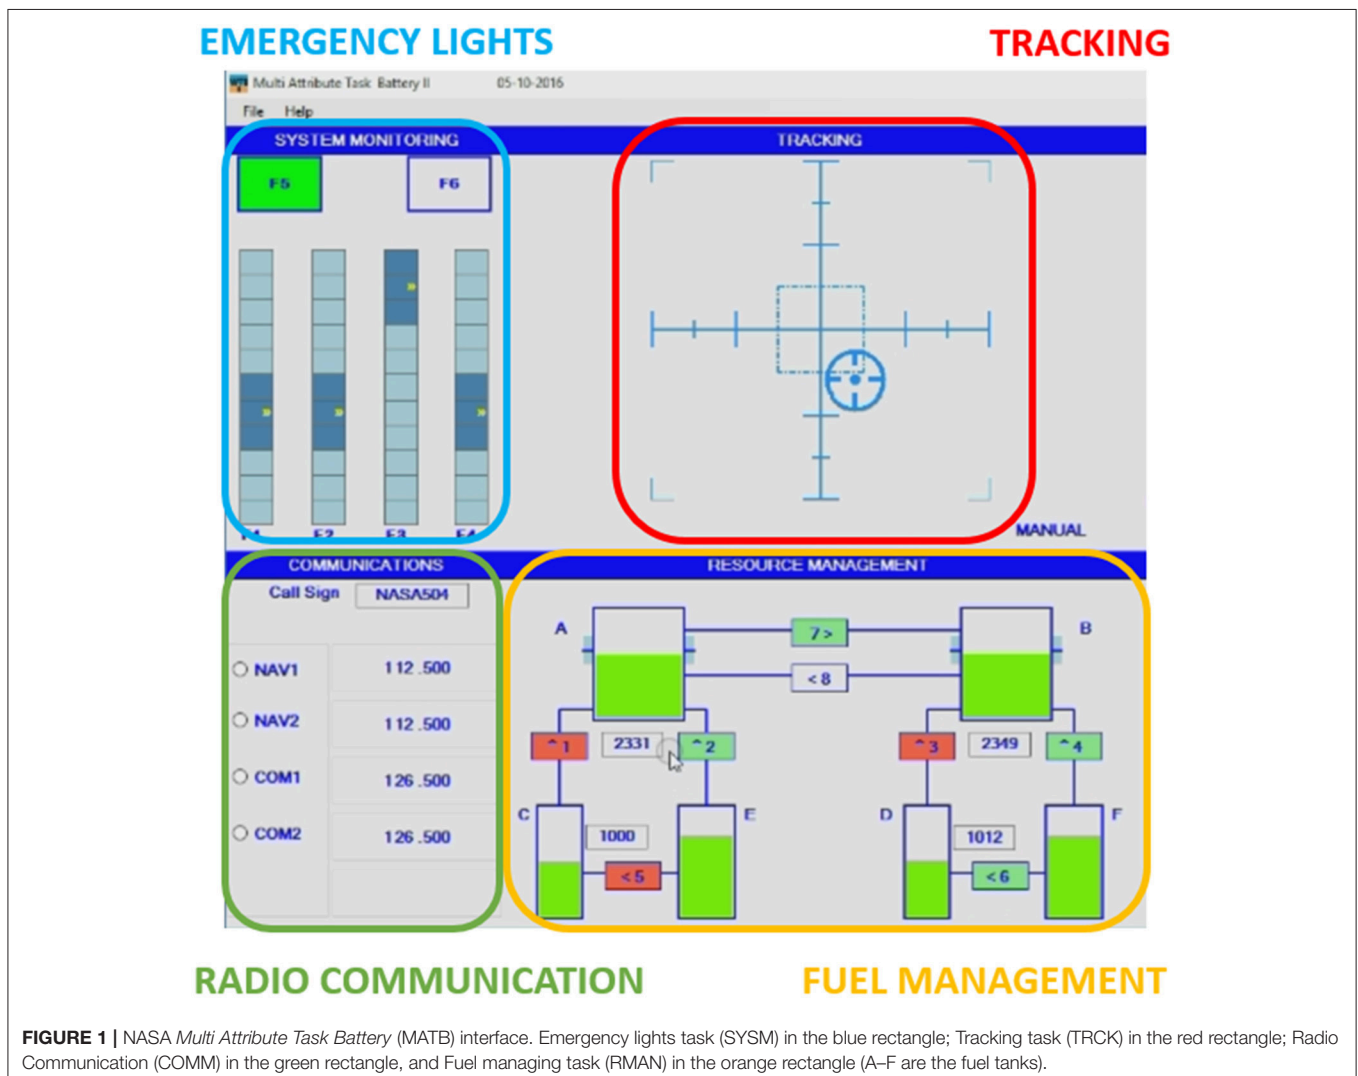 EMERGENCY LIGHTS
TRACKING
Multi Attribute Task Battery II 05-10-2016
File Help
SYSTEM MONITORING
TRACKING
F5
F6
F1 F2 F3 F4
MANUAL
COMMUNICATIONS
RESOURCE MANAGEMENT
Call Sign NASA504
NAV1 112.500
NAV2 112.500
COM1 126.500
COM2 126.500
A
7 >
B
< 8
^ 1
2331
^ 2
^ 3
2349
^ 4
C
E
D
F
1000
1012
< 5
< 6
RADIO COMMUNICATION
FUEL MANAGEMENT
FIGURE 1 | NASA Multi Attribute Task Battery (MATB) interface. Emergency lights task (SYSM) in the blue rectangle; Tracking task (TRCK) in the red rectangle; Radio
Communication (COMM) in the green rectangle, and Fuel managing task (RMAN) in the orange rectangle (A–F are the fuel tanks).